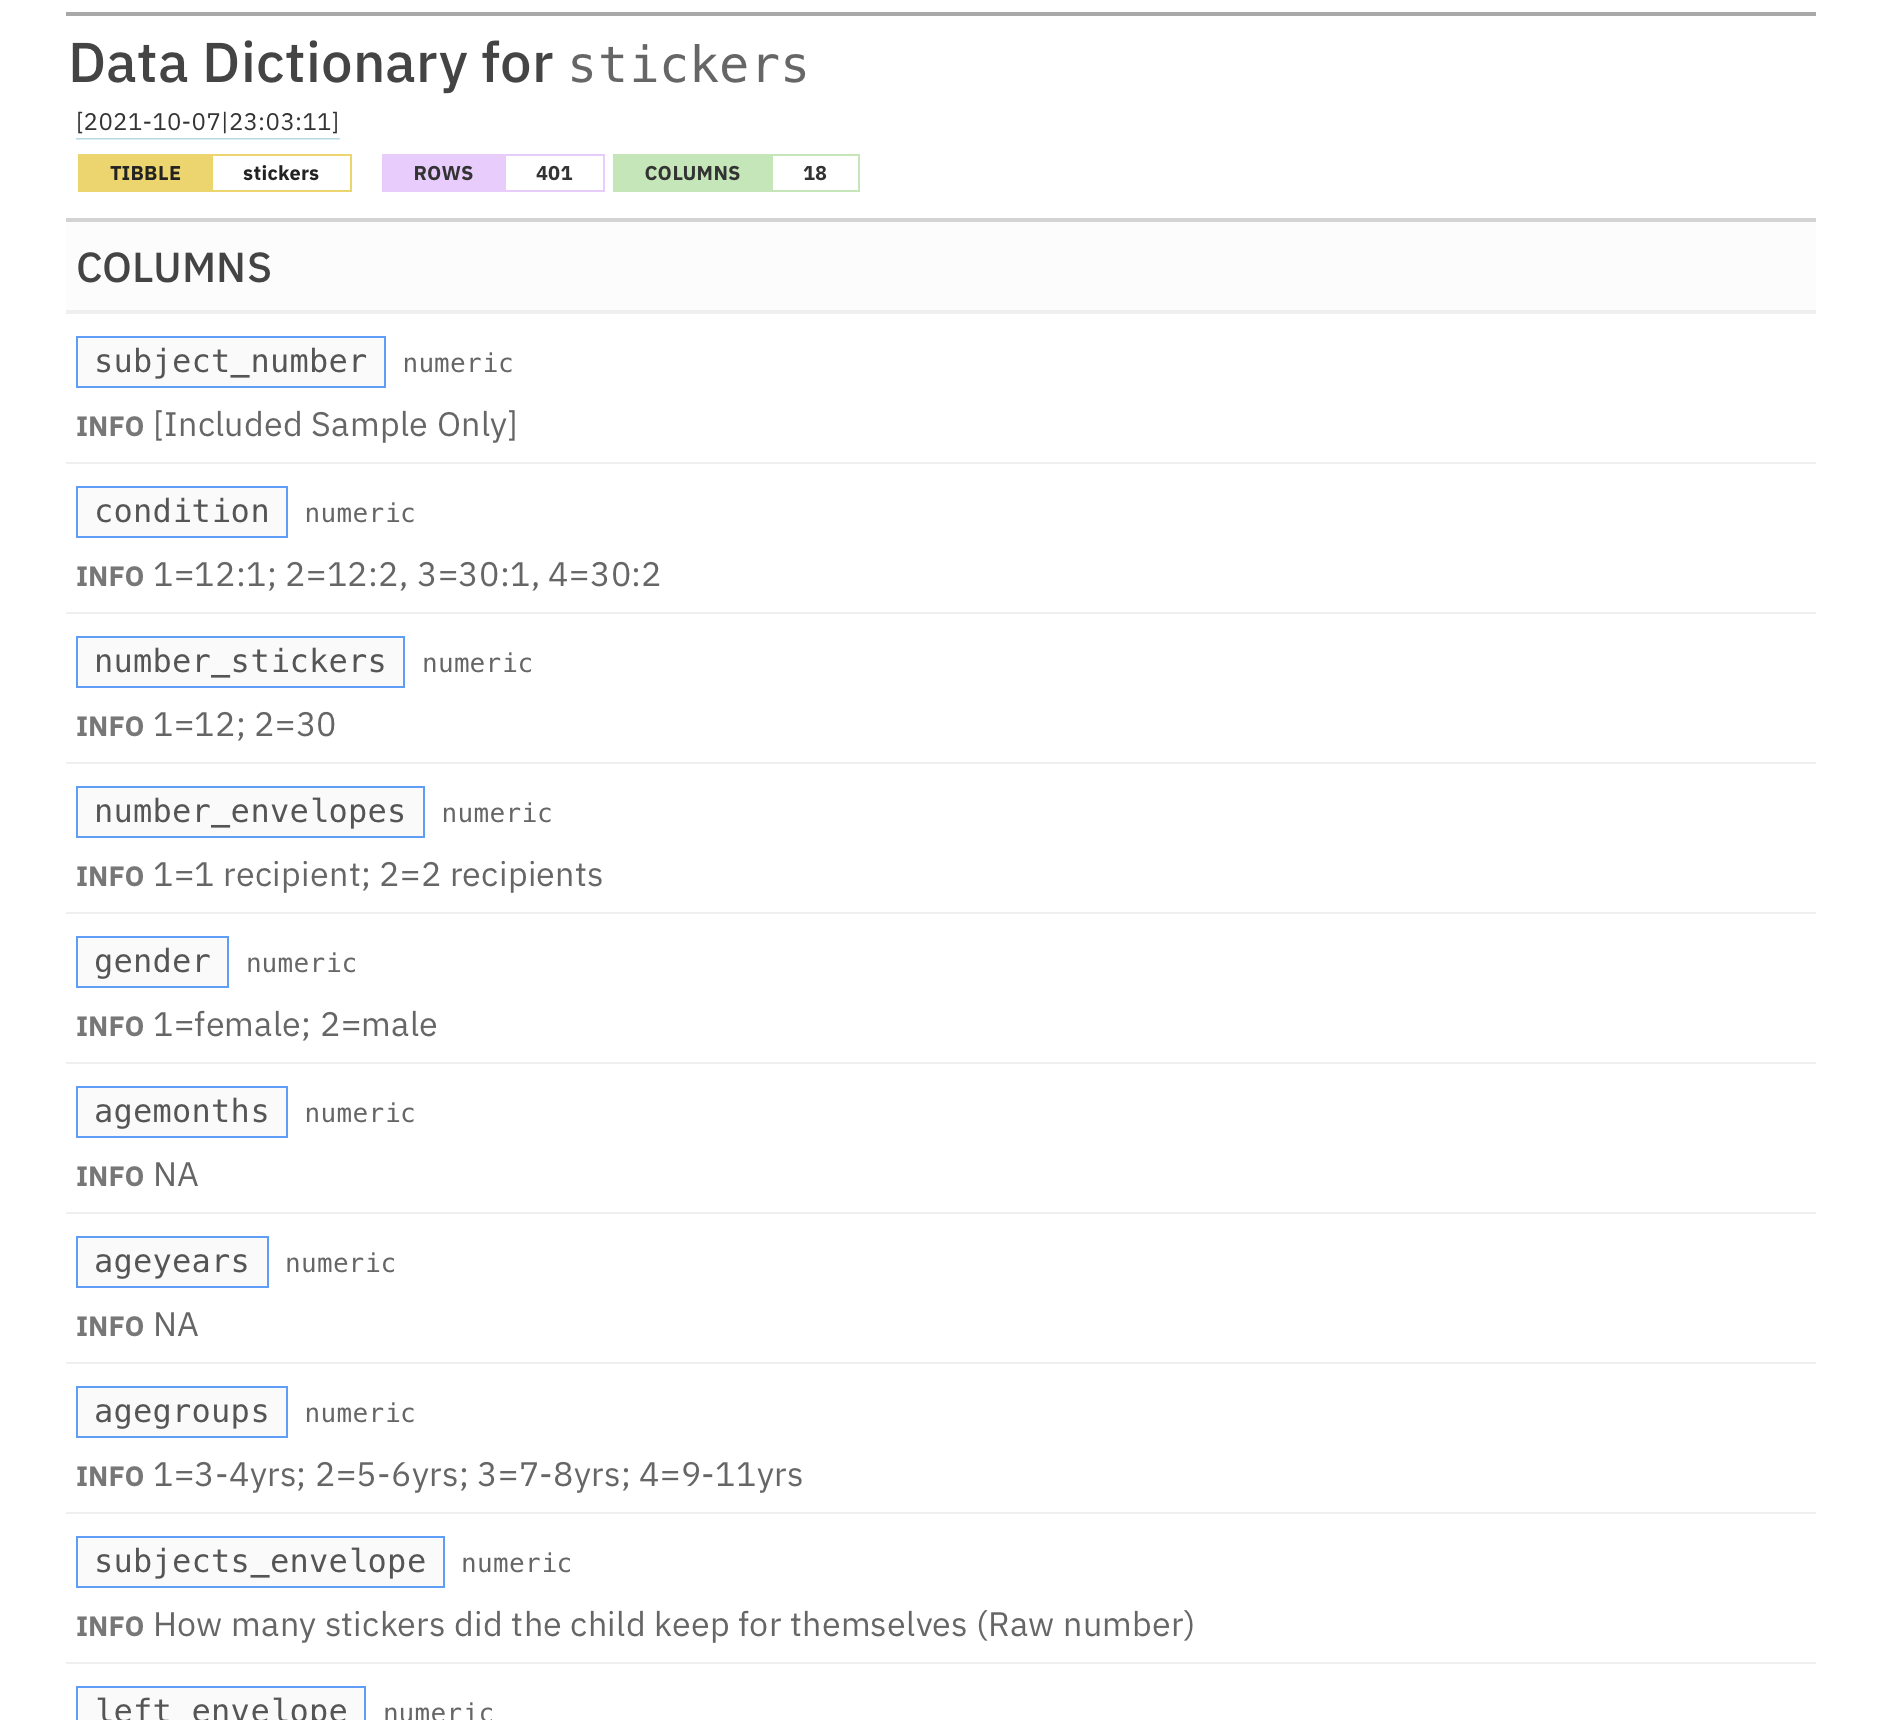 Data Dictionary for stickers
[2021-10-07|23:03:11]
TIBBLE stickers ROWS 401 COLUMNS 18
COLUMNS
subject_number numeric
INFO [Included Sample Only]
condition numeric
INFO 1=12:1; 2=12:2, 3=30:1, 4=30:2
number_stickers numeric
INFO 1=12; 2=30
number_envelopes numeric
INFO 1=1 recipient; 2=2 recipients
gender numeric
INFO 1=female; 2=male
agemonths numeric
INFO NA
ageyears numeric
INFO NA
agegroups numeric
INFO 1=3-4yrs; 2=5-6yrs; 3=7-8yrs; 4=9-11yrs
subjects_envelope numeric
INFO How many stickers did the child keep for themselves (Raw number)
left_envelope numeric